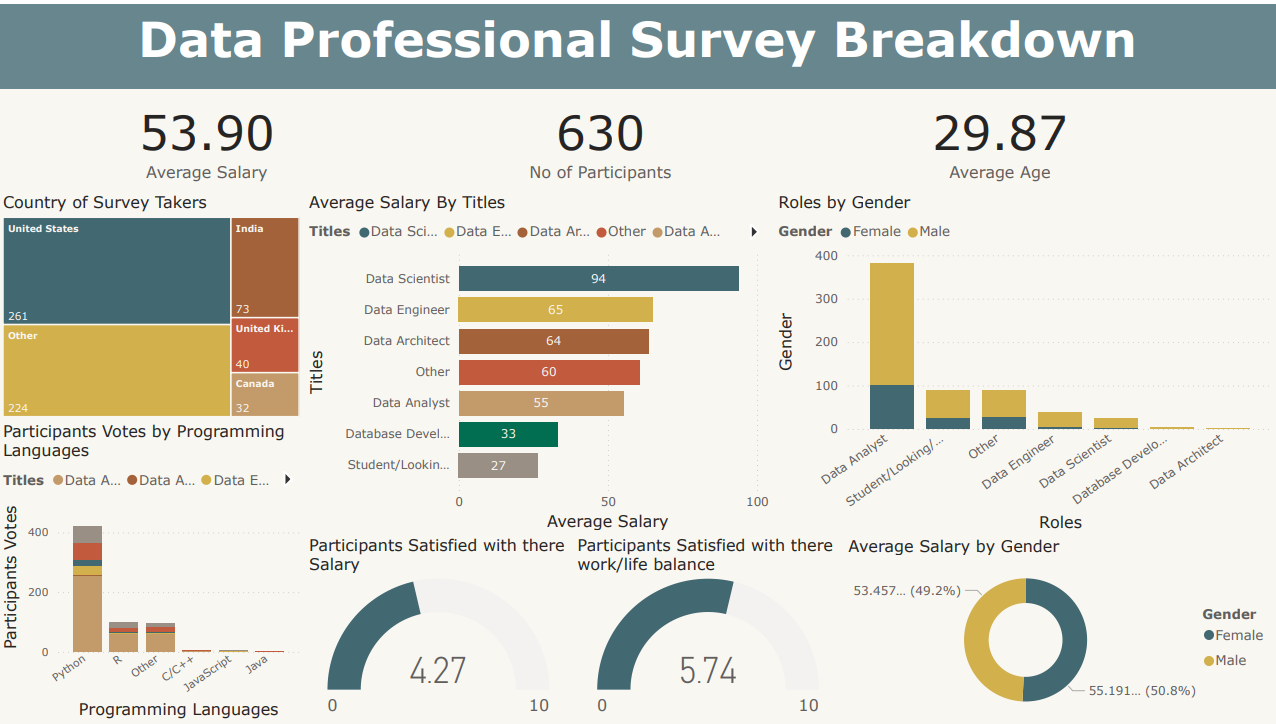 Data Professional Survey Breakdown
53.90
Average Salary
630
No of Participants
29.87
Average Age
Country of Survey Takers
United States
261
Other
224
India
73
United Ki...
40
Canada
32
Average Salary By Titles
Titles Data Sci... Data E... Data Ar... Other Data A...
Titles
Data Scientist 94
Data Engineer 65
Data Architect 64
Other 60
Data Analyst 55
Database Devel... 33
Student/Lookin... 27
0 50 100
Average Salary
Roles by Gender
Gender Female Male
Gender
400
300
200
100
0
Data Analyst
Student/Looking/...
Other
Data Engineer
Data Scientist
Database Develo...
Data Architect
Roles
Participants Votes by Programming
Languages
Titles Data A... Data A... Data E...
Participants Votes
400
200
0
Python
R
Other
C/C++
JavaScript
Java
Programming Languages
Participants Satisfied with there
Salary
4.27
0 10
Participants Satisfied with there
work/life balance
5.74
0 10
Average Salary by Gender
53.457... (49.2%)
55.191... (50.8%)
Gender
Female
Male